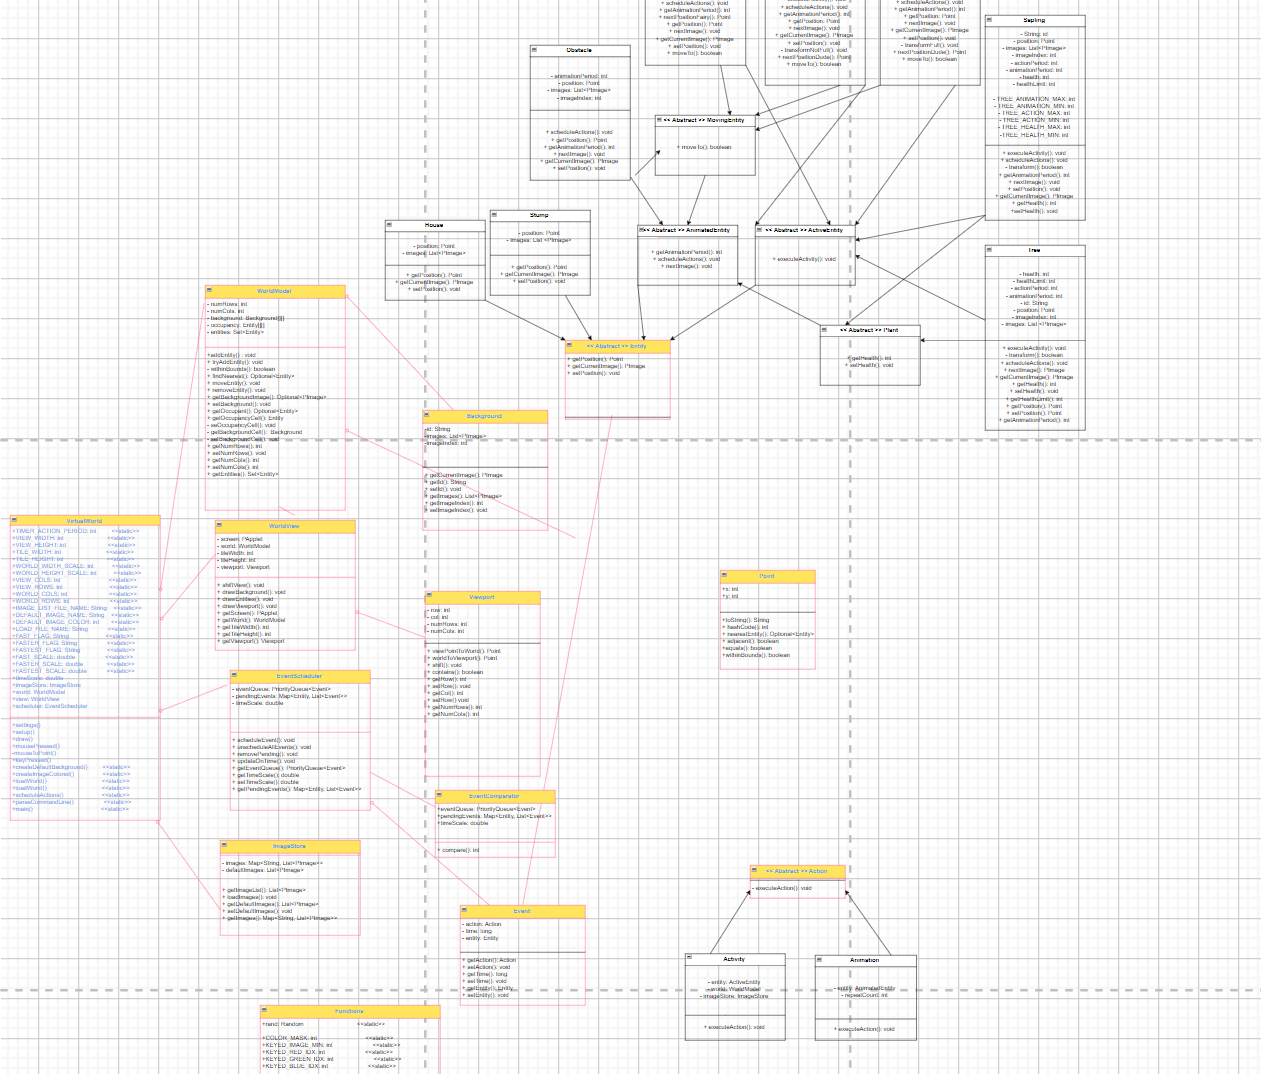 + scheduleActions(): void
+ getAnimationPeriod(): int
+ nextPositionFairy(): Point
+ getPosition(): Point
+ nextImage(): void
+ getCurrentImage(): PImage
+ setPosition(): void
+ moveTo(): boolean
+ scheduleActions(): void
+ getAnimationPeriod(): int
+ getPosition(): Point
+ nextImage(): void
+ getCurrentImage(): PImage
+ setPosition(): void
- transformNotFull(): void
+ nextPositionDude(): Point
+ moveTo(): boolean
+ scheduleActions(): void
+ getAnimationPeriod(): int
+ getPosition(): Point
+ nextImage(): void
+ getCurrentImage(): PImage
+ setPosition(): void
- transformFull(): void
+ nextPositionDude(): Point
+ moveTo(): boolean
Sapling
- String: id
- position: Point
- images: List<PImage>
- imageIndex: int
- actionPeriod: int
- animationPeriod: int
- health: int
- healthLimit: int
- TREE_ANIMATION_MAX: int
- TREE_ANIMATION_MIN: int
- TREE_ACTION_MAX: int
- TREE_ACTION_MIN: int
- TREE_HEALTH_MAX: int
-TREE_HEALTH_MIN: int
+ executeActivity(): void
+ scheduleActions(): void
- transform(): boolean
+ getAnimationPeriod(): int
+ nextImage(): void
+ setPosition(): void
+ getCurrentImage(): PImage
+ getHealth(): int
+setHealth(): void
Obstacle
- animationPeriod: int
- position: Point
- images: List<PImage>
- imageIndex: int
+ scheduleActions(): void
+ getPosition(): Point
+ getAnimationPeriod(): int
+ nextImage(): void
+ getCurrentImage(): PImage
+ setPosition(): void
<< Abstract >> MovingEntity
+ moveTo(): boolean
House
- position: Point
- images: List<PImage>
+ getPosition(): Point
+ getCurrentImage(): PImage
+ setPosition(): void
Stump
- position: Point
- images: List <PImage>
+ getPosition(): Point
+ getCurrentImage(): PImage
+ setPosition(): void
<< Abstract >> AnimatedEntity
+ getAnimationPeriod(): int
+ scheduleActions(): void
+ nextImage(): void
<< Abstract >> ActiveEntity
+ executeActivity(): void
Tree
- health: int
- healthLimit: int
- actionPeriod: int
- animationPeriod: int
- id: String
- position: Point
- imageIndex: int
- images: List <PImage>
+ executeActivity(): void
- transform(): boolean
+ scheduleActions(): void
+ nextImage(): PImage
+ getCurrentImage(): PImage
+ getHealth(): int
+ setHealth(): void
+ getHealthLimit(): int
+ getPosition(): Point
+ setPosition(): Point
+ getAnimationPeriod(): int
<< Abstract >> Plant
+ getHealth(): int
+ setHealth(): void
<< Abstract >> Entity
+ getPosition(): Point
+ getCurrentImage(): PImage
+ setPosition(): void
WorldModel
- numRows: int
- numCols: int
- background: Background[][]
- occupancy: Entity[][]
- entities: Set<Entity>
+addEntity() : void
+ tryAddEntity(): void
- withinBounds(): boolean
+ findNearest(): Optional<Entity>
+ moveEntity(): void
+ removeEntity(): void
+ getBackgroundImage(): Optional<PImage>
+ setBackground(): void
+ getOccupant(): Optional<Entity>
+ getOccupancyCell(): Entity
- setOccupancyCell(): void
- getBackgroundCell(): Background
- setBackgroundCell(): void
+ getNumRows(): int
+ setNumRows(): void
+ getNumCols(): int
+ setNumCols(): int
+ getEntities(): Set<Entity>
Background
-id: String
-images: List<PImage>
-imageIndex: int
+ getCurrentImage(): PImage
+ getId(): String
+ setId(): void
+ getImages(): List<PImage>
+ getImageIndex(): int
+ setImageIndex(): void
VirtualWorld
+TIMER_ACTION_PERIOD: int <<static>>
+VIEW_WIDTH: int <<static>>
+VIEW_HEIGHT: int <<static>>
+TILE_WIDTH: int <<static>>
+TILE_HEIGHT: int <<static>>
+WORLD_WIDTH_SCALE: int <<static>>
+WORLD_HEIGHT_SCALE: int <<static>>
+VIEW_COLS: int <<static>>
+VIEW_ROWS: int <<static>>
+WORLD_COLS: int <<static>>
+WORLD_ROWS: int <<static>>
+IMAGE_LIST_FILE_NAME: String <<static>>
+DEFAULT_IMAGE_NAME: String <<static>>
+DEFAULT_IMAGE_COLOR: int <<static>>
+LOAD_FILE_NAME: String <<static>>
+FAST_FLAG: String <<static>>
+FASTER_FLAG: String <<static>>
+FASTEST_FLAG: String <<static>>
+FAST_SCALE: double <<static>>
+FASTER_SCALE: double <<static>>
+FASTEST_SCALE: double <<static>>
+timeScale: double
+imageStore: ImageStore
+world: WorldModel
+view: WorldView
+scheduler: EventScheduler
+settings()
+setup()
+draw()
+mousePressed()
-mouseToPoint()
+keyPressed()
+createDefaultBackground() <<static>>
+createImageColored() <<static>>
+loadWorld() <<static>>
+loadWorld() <<static>>
+scheduleActions() <<static>>
+parseCommandLine() <<static>>
+main() <<static>>
WorldView
- screen: PApplet
- world: WorldModel
- tileWidth: int
- tileHeight: int
- viewport: Viewport
+ shiftView(): void
+ drawBackground(): void
+ drawEntities(): void
+ drawViewport(): void
+ getScreen(): PApplet
+ getWorld(): WorldModel
+ getTileWidth(): int
+ getTileHeight(): int
+ getViewport(): Viewport
Viewport
- row: int
- col: int
- numRows: int
- numCols: int
+ viewPointToWorld(): Point
+ worldToViewport(): Point
+ shift(): void
+ contains(): boolean
+ getRow(): int
+ setRow(): void
+ getCol(): int
+ setRow() void
+ getNumRows(): int
+ getNumCols(): int
Point
+x: int
+y: int
+toString(): String
+ hashCode(): int
+ nearestEntity(): Optional<Entity>
+ adjacent(): boolean
+equals(): boolean
+withinBounds(): boolean
EventScheduler
- eventQueue: PriorityQueue<Event>
- pendingEvents: Map<Entity, List<Event>>
- timeScale: double
+ scheduleEvent(): void
+ unscheduleAllEvents(): void
+ removePending(): void
+ updateOnTime(): void
+ getEventQueue(): PriorityQueue<Event>
+ getTimeScale(): double
+ setTimeScale(): double
+ getPendingEvents(): Map<Entity, List<Event>>
EventComparator
+eventQueue: PriorityQueue<Event>
+pendingEvents: Map<Entity, List<Event>>
+timeScale: double
+ compare(): int
ImageStore
- images: Map<String, List<PImage>>
- defaultImages: List<PImage>
+ getImageList(): List<PImage>
+ loadImages(): void
+ getDefaultImages(): List<PImage>
+ setDefaultImages(): void
+ getImages(): Map<String, List<PImage>>
<< Abstract >> Action
- executeAction(): void
Event
- action: Action
- time: long
- entity: Entity
+ getAction(): Action
+ setAction(): void
+ getTime(): long
+ setTime(): void
+ getEntity(): Entity
+ setEntity(): void
Activity
- entity: ActiveEntity
- world: WorldModel
- imageStore: ImageStore
+ executeAction(): void
Animation
- entity: AnimatedEntity
- repeatCount: int
+ executeAction(): void
Functions
+rand: Random <<static>>
+COLOR_MASK: int <<static>>
+KEYED_IMAGE_MIN: int <<static>>
+KEYED_RED_IDX: int <<static>>
+KEYED_GREEN_IDX: int <<static>>
+KEYED_BLUE_IDX: int <<static>>